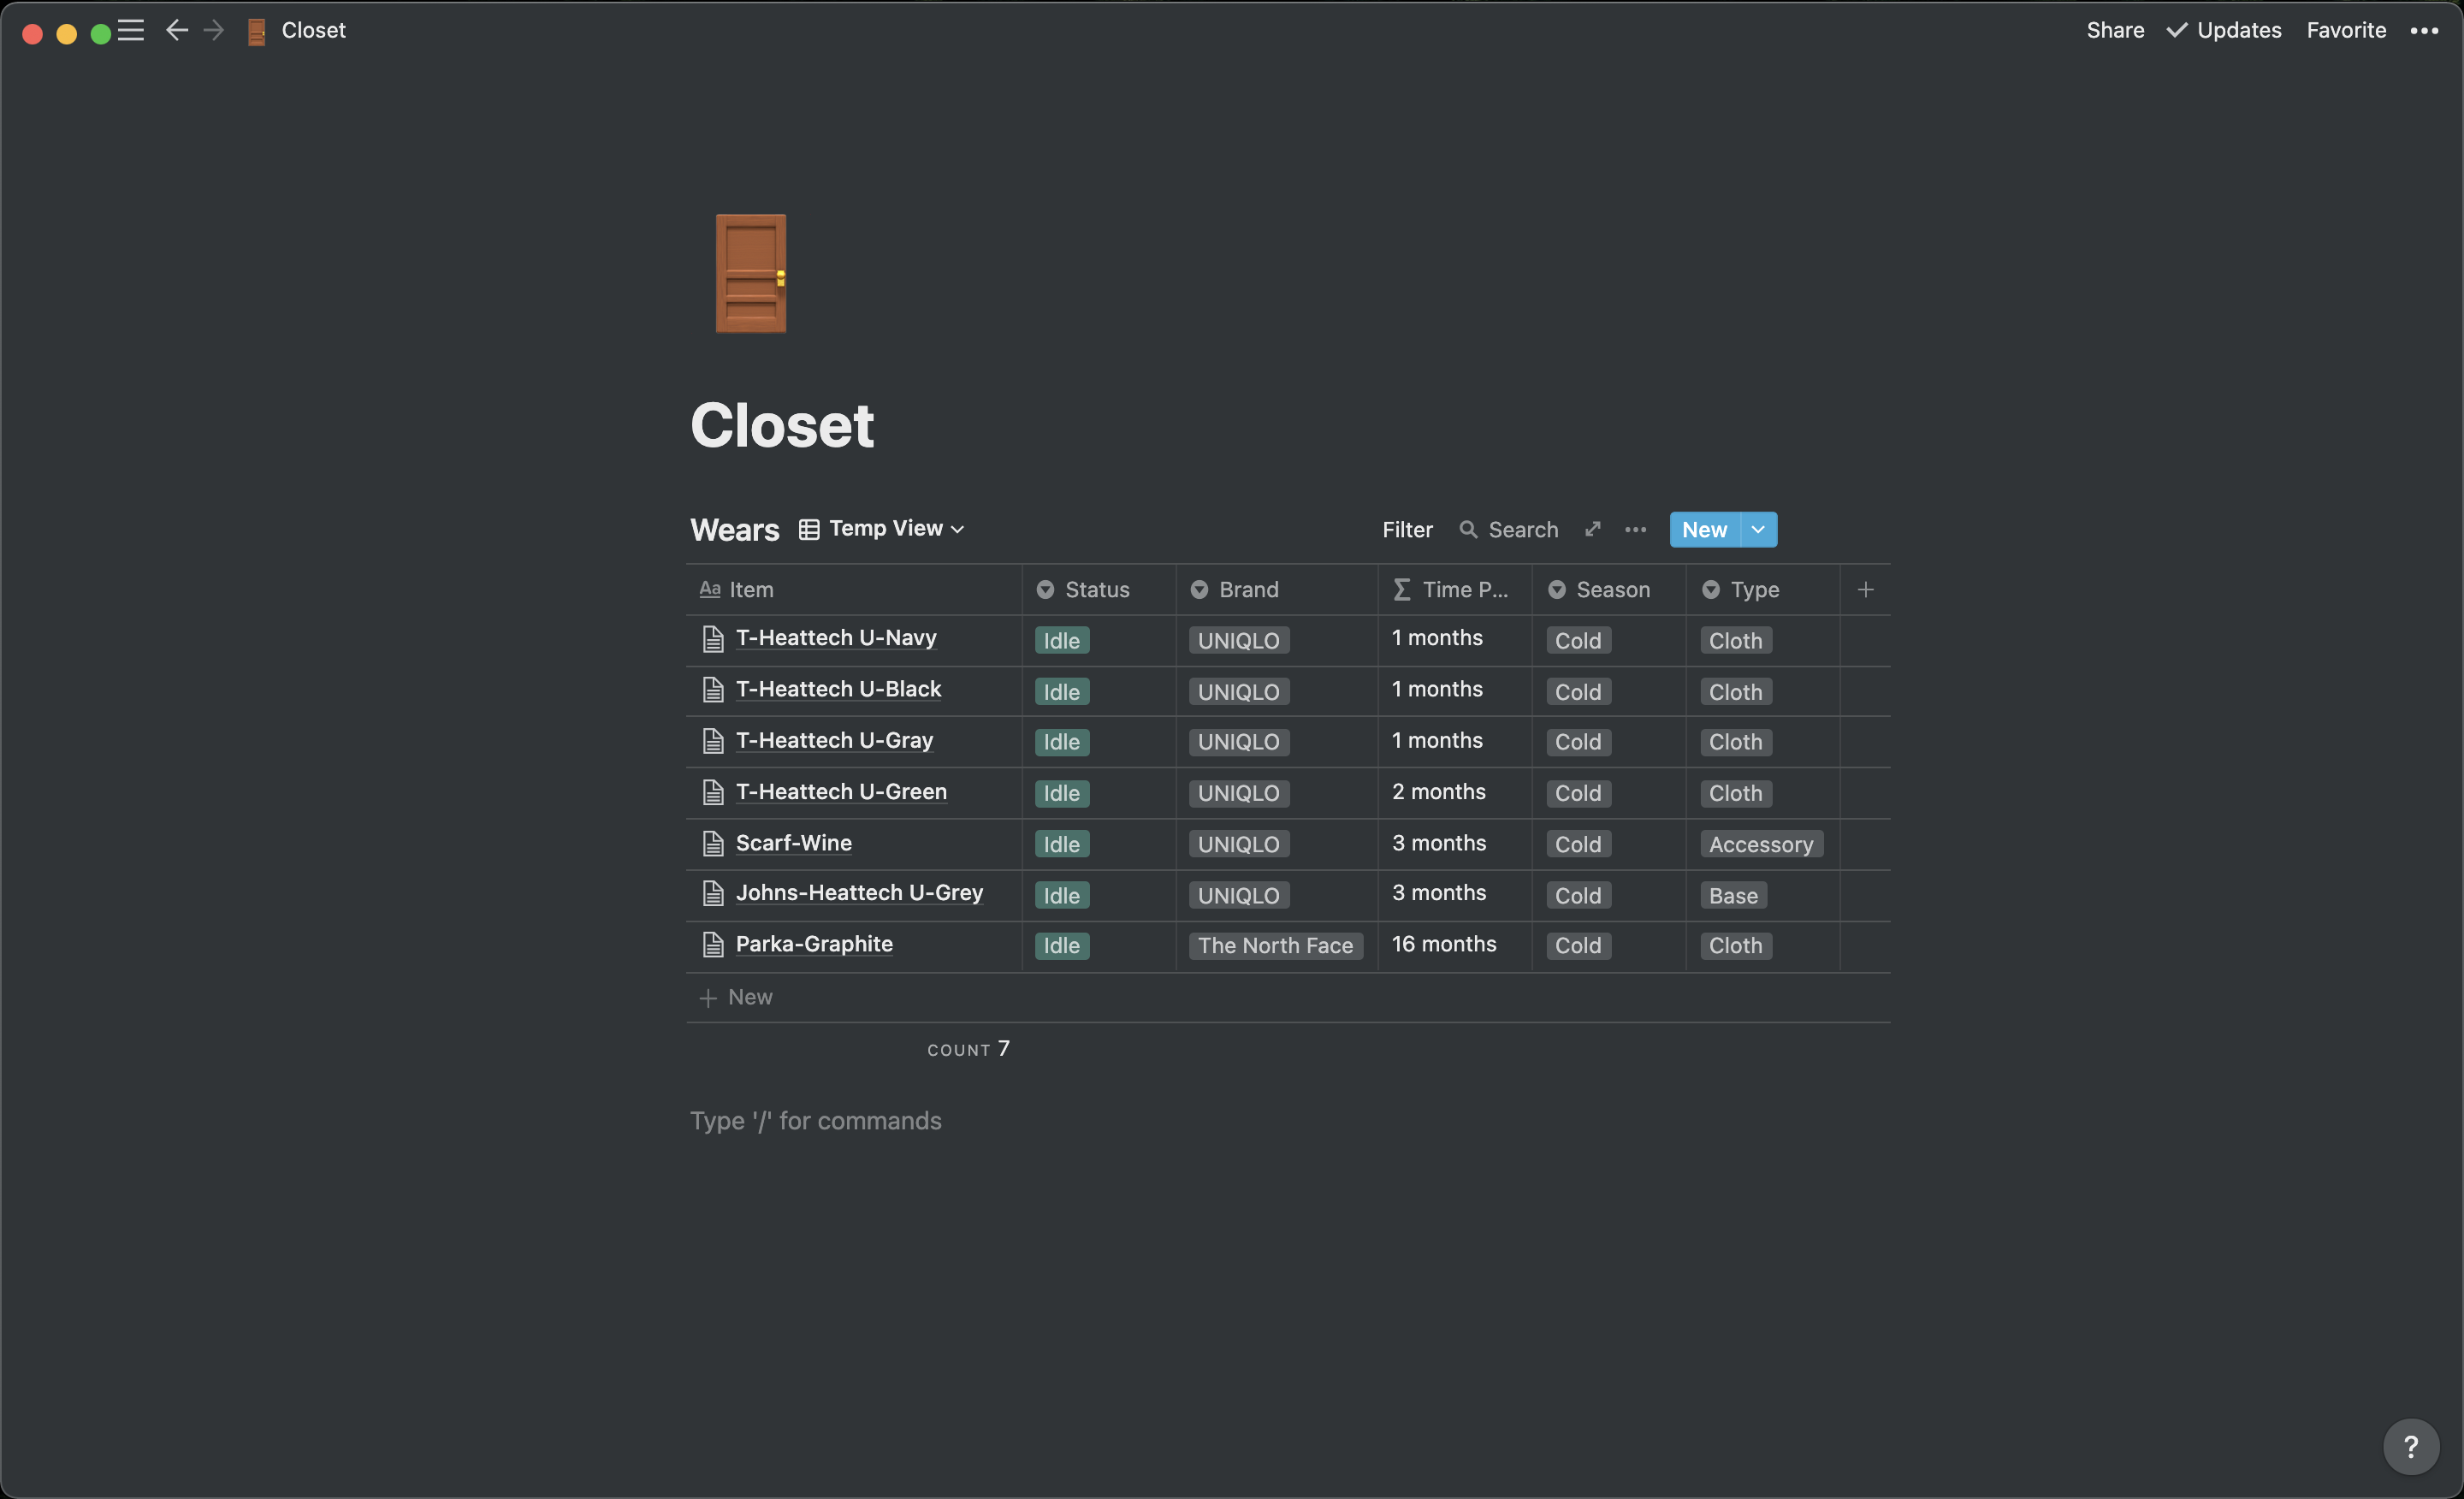 Closet
Share Updates Favorite
Closet
Wears Temp View Filter Search New
Aa Item Status Brand Σ Time P... Season Type
T-Heattech U-Navy Idle UNIQLO 1 months Cold Cloth
T-Heattech U-Black Idle UNIQLO 1 months Cold Cloth
T-Heattech U-Gray Idle UNIQLO 1 months Cold Cloth
T-Heattech U-Green Idle UNIQLO 2 months Cold Cloth
Scarf-Wine Idle UNIQLO 3 months Cold Accessory
Johns-Heattech U-Grey Idle UNIQLO 3 months Cold Base
Parka-Graphite Idle The North Face 16 months Cold Cloth
+ New
COUNT 7
Type '/' for commands
?